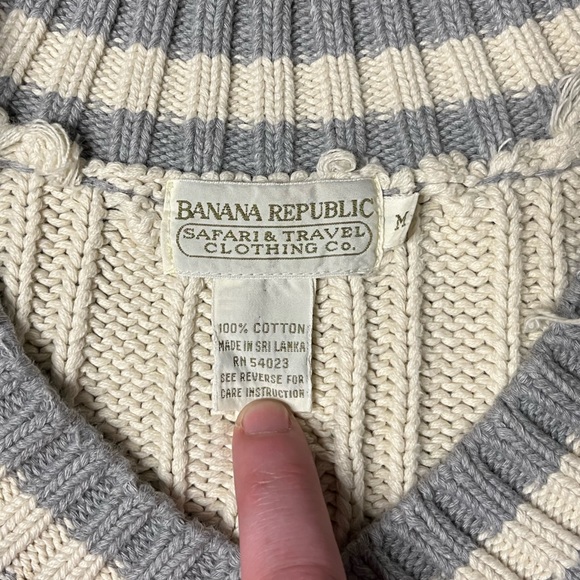 BANANA REPUBLIC
SAFARI & TRAVEL
CLOTHING CO.
M
100% COTTON
MADE IN SRI LANKA
RN 54023
SEE REVERSE FOR
CARE INSTRUCTION